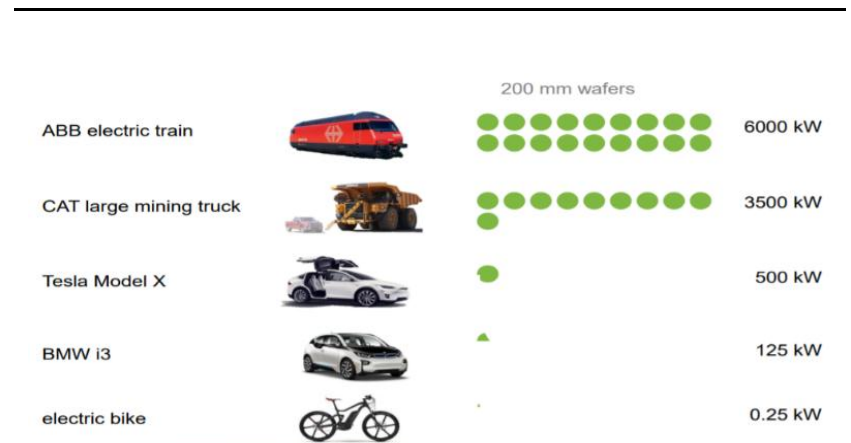 200 mm wafers
ABB electric train 6000 kW
CAT large mining truck 3500 kW
Tesla Model X 500 kW
BMW i3 125 kW
electric bike 0.25 kW